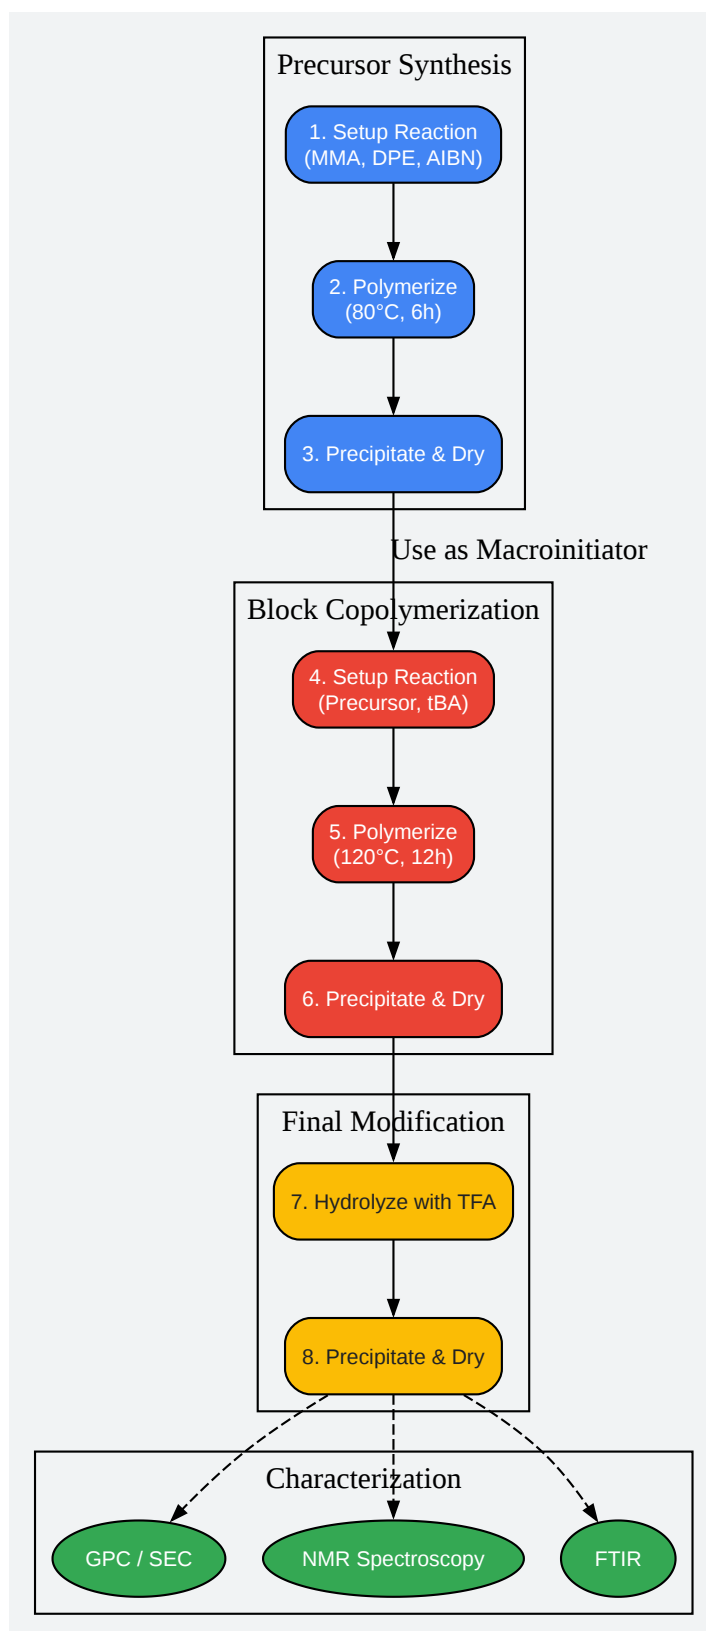 Precursor Synthesis
1. Setup Reaction
(MMA, DPE, AIBN)
2. Polymerize
(80°C, 6h)
3. Precipitate & Dry
Use as Macroinitiator
Block Copolymerization
4. Setup Reaction
(Precursor, tBA)
5. Polymerize
(120°C, 12h)
6. Precipitate & Dry
Final Modification
7. Hydrolyze with TFA
8. Precipitate & Dry
Characterization
GPC / SEC
NMR Spectroscopy
FTIR